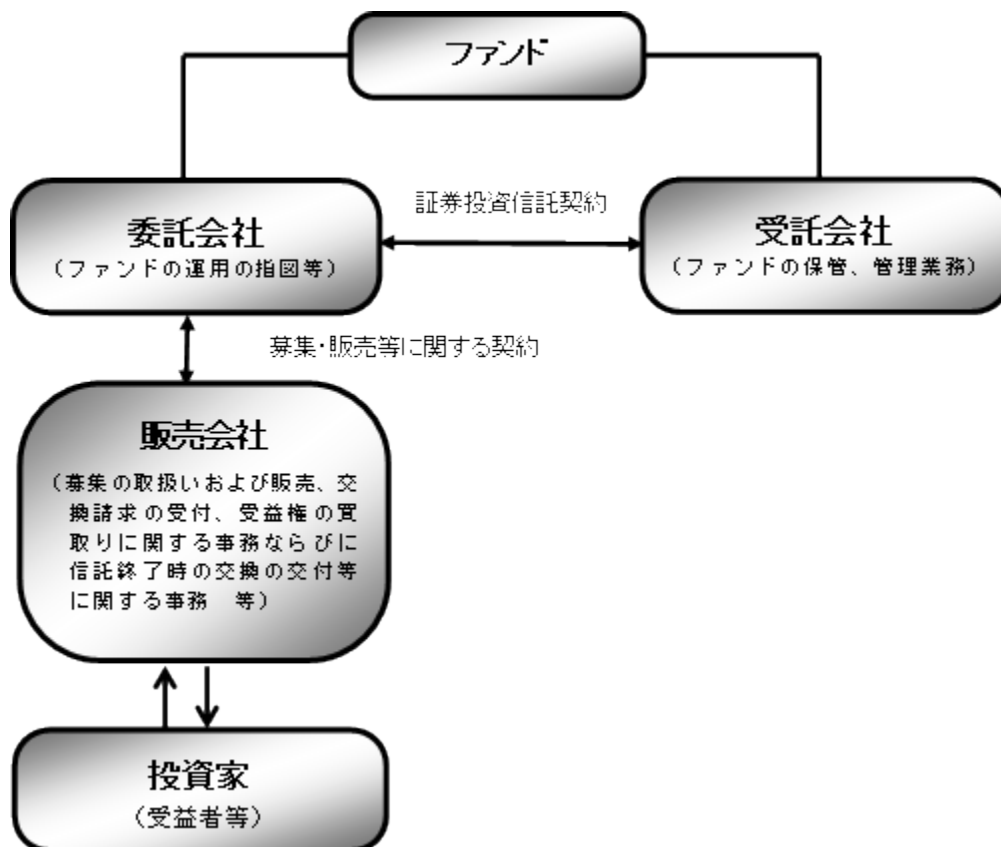 ファンド
証券投資信託契約
委託会社
(ファンドの運用の指図等)
受託会社
(ファンドの保管、管理業務)
募集・販売等に関する契約
販売会社
(募集の取扱いおよび販売、交
換請求の受付、受益権の買
取りに関する事務ならびに
信託終了時の交換の交付等
に関する事務 等)
投資家
(受益者等)